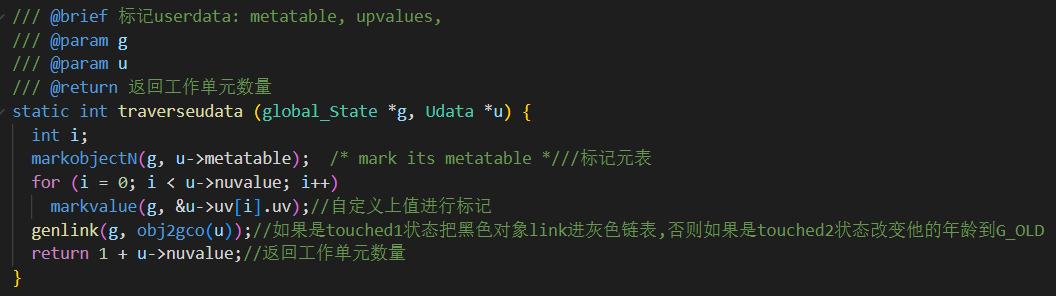 /// @brief 标记userdata: metatable, upvalues,
/// @param g
/// @param u
/// @return 返回工作单元数量
static int traverseudata (global_State *g, Udata *u) {
  int i;
  markobjectN(g, u->metatable);  /* mark its metatable *///标记元表
  for (i = 0; i < u->nuvalue; i++)
    markvalue(g, &u->uv[i].uv);//自定义上值进行标记
  genlink(g, obj2gco(u));//如果是touched1状态把黑色对象link进灰色链表,否则如果是touched2状态改变他的年龄到G_OLD
  return 1 + u->nuvalue;//返回工作单元数量
}